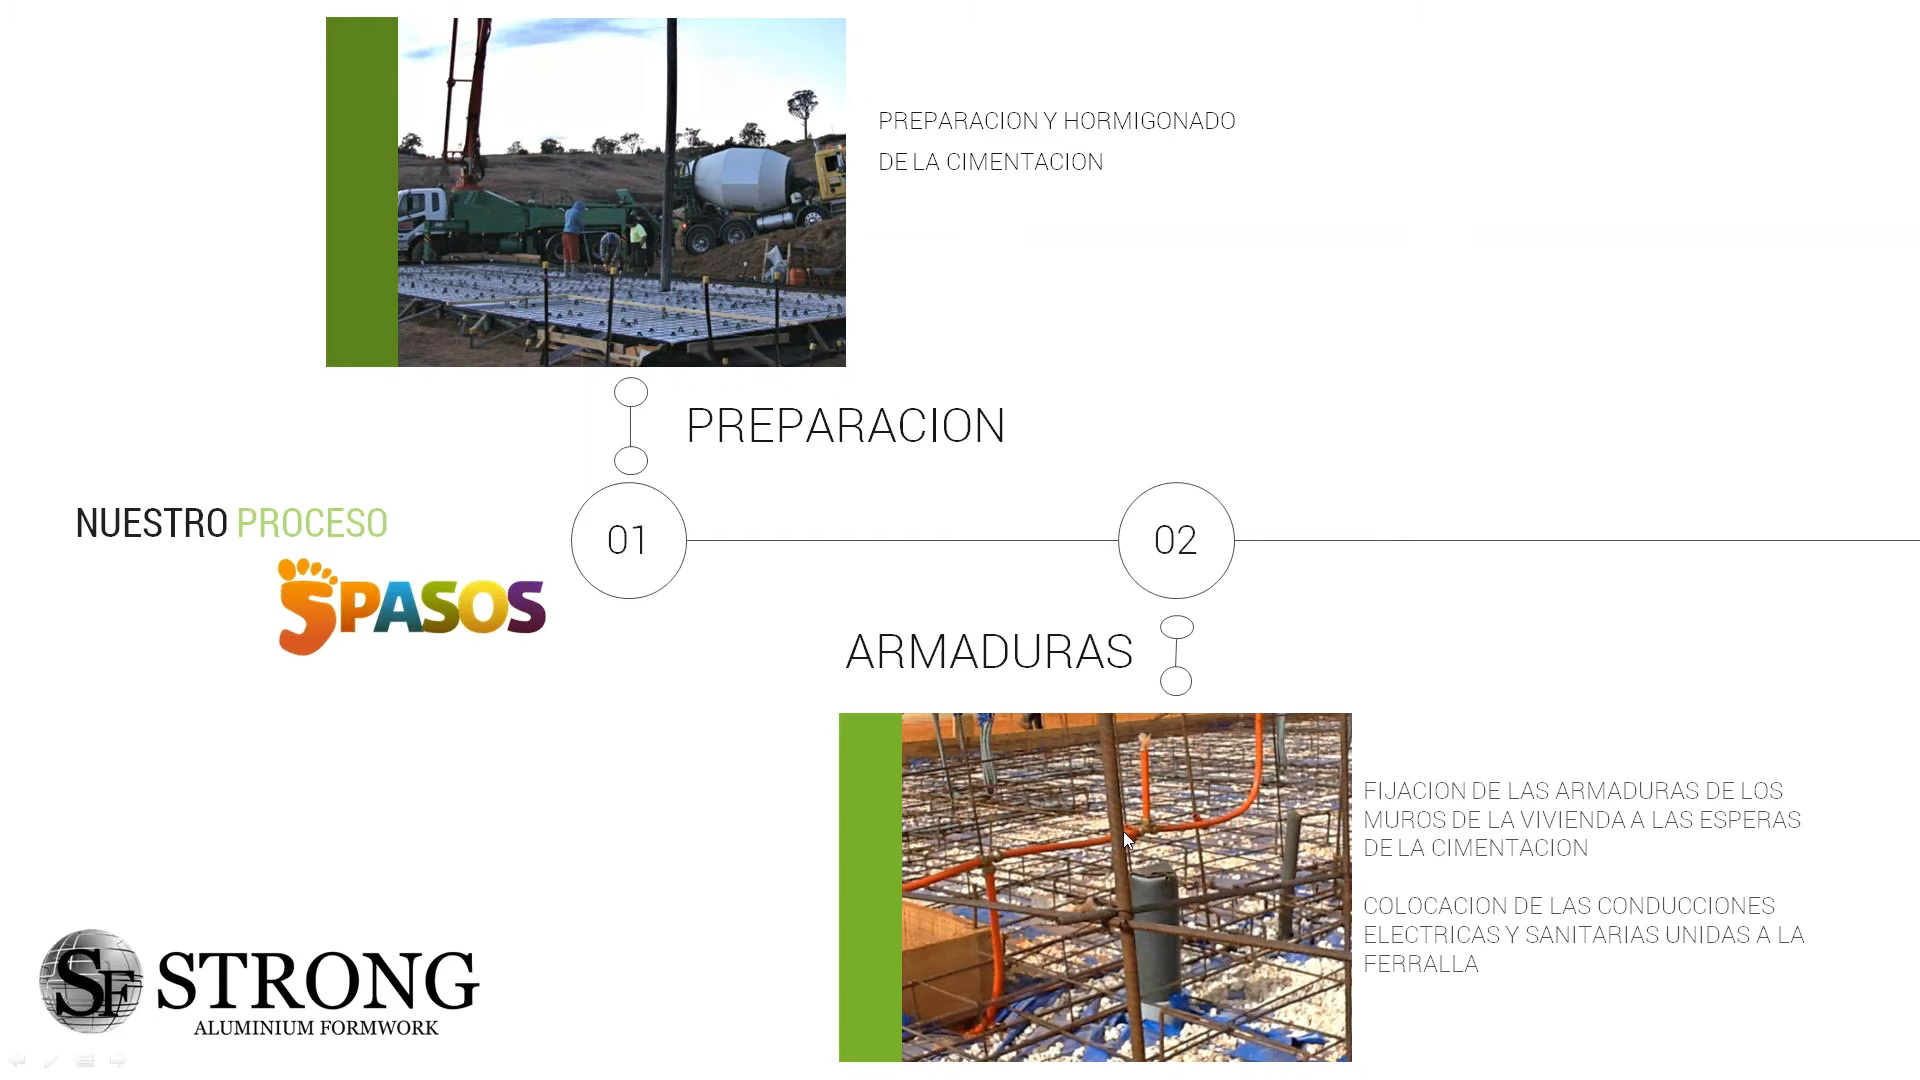 PREPARACION Y HORMIGONADO
DE LA CIMENTACION
PREPARACION
NUESTRO PROCESO
5PASOS
01
02
ARMADURAS
FIJACION DE LAS ARMADURAS DE LOS
MUROS DE LA VIVIENDA A LAS ESPERAS
DE LA CIMENTACION
COLOCACION DE LAS CONDUCCIONES
ELECTRICAS Y SANITARIAS UNIDAS A LA
FERRALLA
SF STRONG
ALUMINIUM FORMWORK